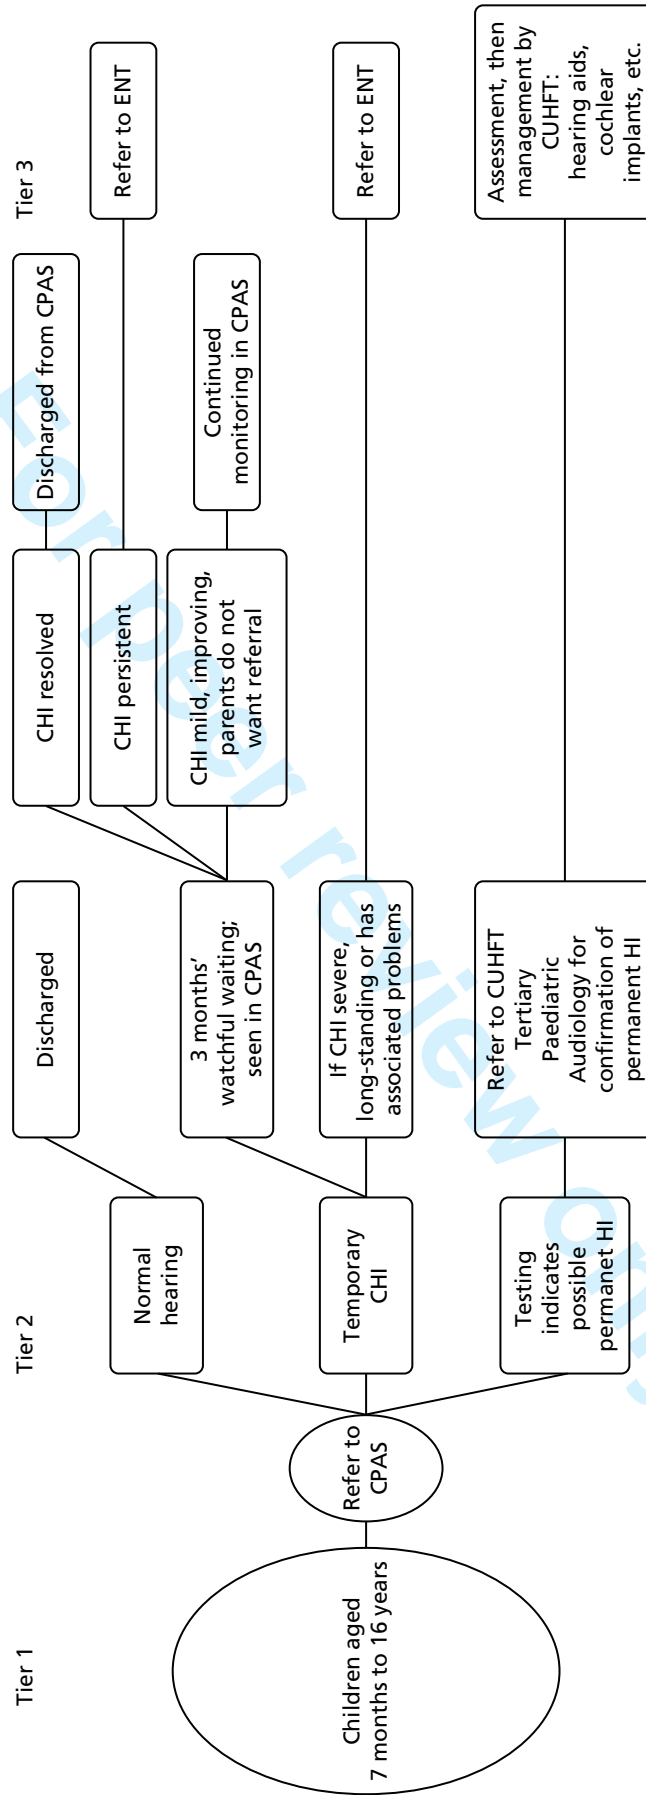 Tier 1
Tier 2
Tier 3
Children aged
7 months to 16 years
Refer to
CPAS
Normal
hearing
Discharged
Temporary
CHI
3 months’
watchful waiting;
seen in CPAS
CHI resolved
Discharged from CPAS
CHI persistent
Refer to ENT
CHI mild, improving,
parents do not
want referral
Continued
monitoring in CPAS
If CHI severe,
long-standing or has
associated problems
Refer to ENT
Testing
indicates
possible
permanet HI
Refer to CUHFT
Tertiary
Paediatric
Audiology for
confirmation of
permanent HI
Assessment, then
management by
CUHFT:
hearing aids,
cochlear
implants, etc.
For peer review only